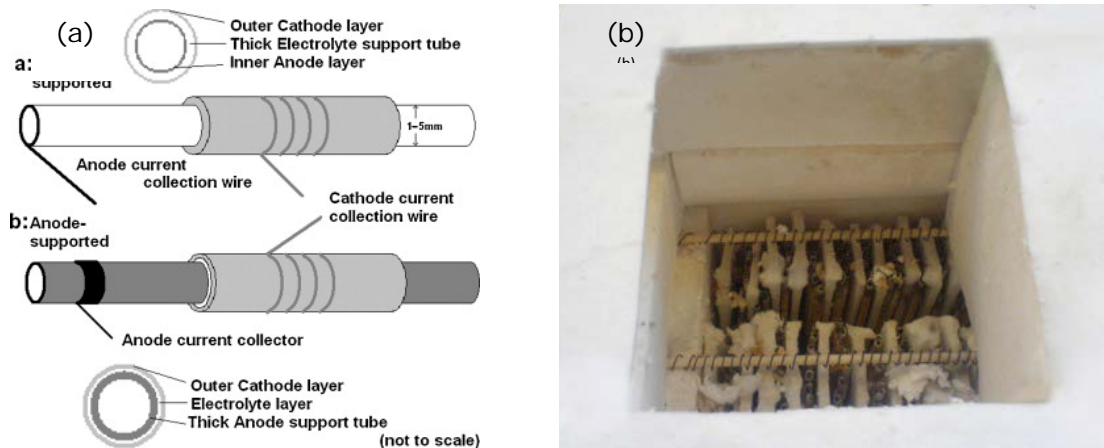 (a)
Outer Cathode layer
Thick Electrolyte support tube
Inner Anode layer
a:
supported
1-5mm
Anode current
collection wire
Cathode current
collection wire
b: Anode-
supported
Anode current collector
Outer Cathode layer
Electrolyte layer
Thick Anode support tube
(not to scale)
(b)